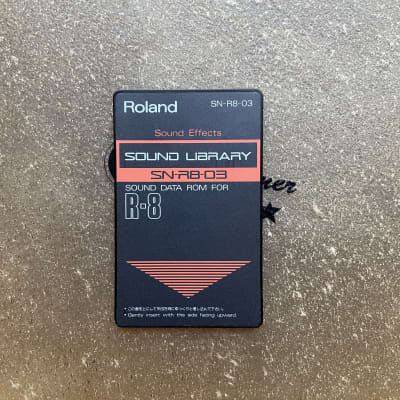 Roland SN-R8-03
Sound Effects
SOUND LIBRARY
SN-R8-03
SOUND DATA ROM FOR
R-8
• Gently insert with the side facing upward.